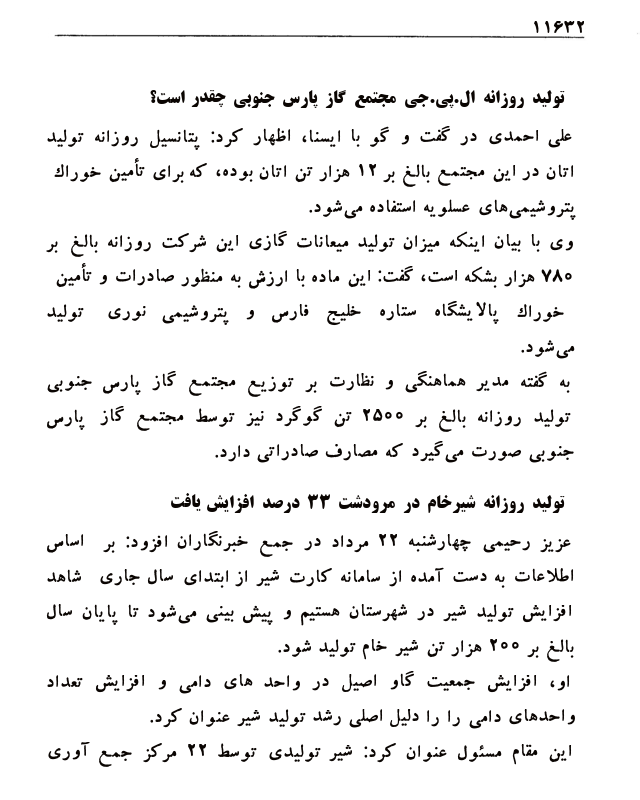 ۱۱۶۳۲
تولید روزانه ال.پی.جی مجتمع گاز پارس جنوبی چقدر است؟
علی احمدی در گفت و گو با ایسنا، اظهار کرد: پتانسیل روزانه تولید
اتان در این مجتمع بالغ بر ۱۲ هزار تن اتان بوده، که برای تأمین خوراك
پتروشیمی‌های عسلویه استفاده می‌شود.
وی با بیان اینکه میزان تولید میعانات گازی این شرکت روزانه بالغ بر
۷۸۰ هزار بشکه است، گفت: این ماده با ارزش به منظور صادرات و تأمین
خوراك پالایشگاه ستاره خلیج فارس و پتروشیمی نوری تولید
می‌شود.
به گفته مدیر هماهنگی و نظارت بر توزیع مجتمع گاز پارس جنوبی
تولید روزانه بالغ بر ۲۵۰۰ تن گوگرد نیز توسط مجتمع گاز پارس
جنوبی صورت می‌گیرد که مصارف صادراتی دارد.
تولید روزانه شیرخام در مرودشت ۳۳ درصد افزایش یافت
عزیز رحیمی چهارشنبه ۲۲ مرداد در جمع خبرنگاران افزود: بر اساس
اطلاعات به دست آمده از سامانه کارت شیر از ابتدای سال جاری شاهد
افزایش تولید شیر در شهرستان هستیم و پیش بینی می‌شود تا پایان سال
بالغ بر ۲۰۰ هزار تن شیر خام تولید شود.
او، افزایش جمعیت گاو اصیل در واحد های دامی و افزایش تعداد
واحدهای دامی را را دلیل اصلی رشد تولید شیر عنوان کرد.
این مقام مسئول عنوان کرد: شیر تولیدی توسط ۲۲ مرکز جمع آوری